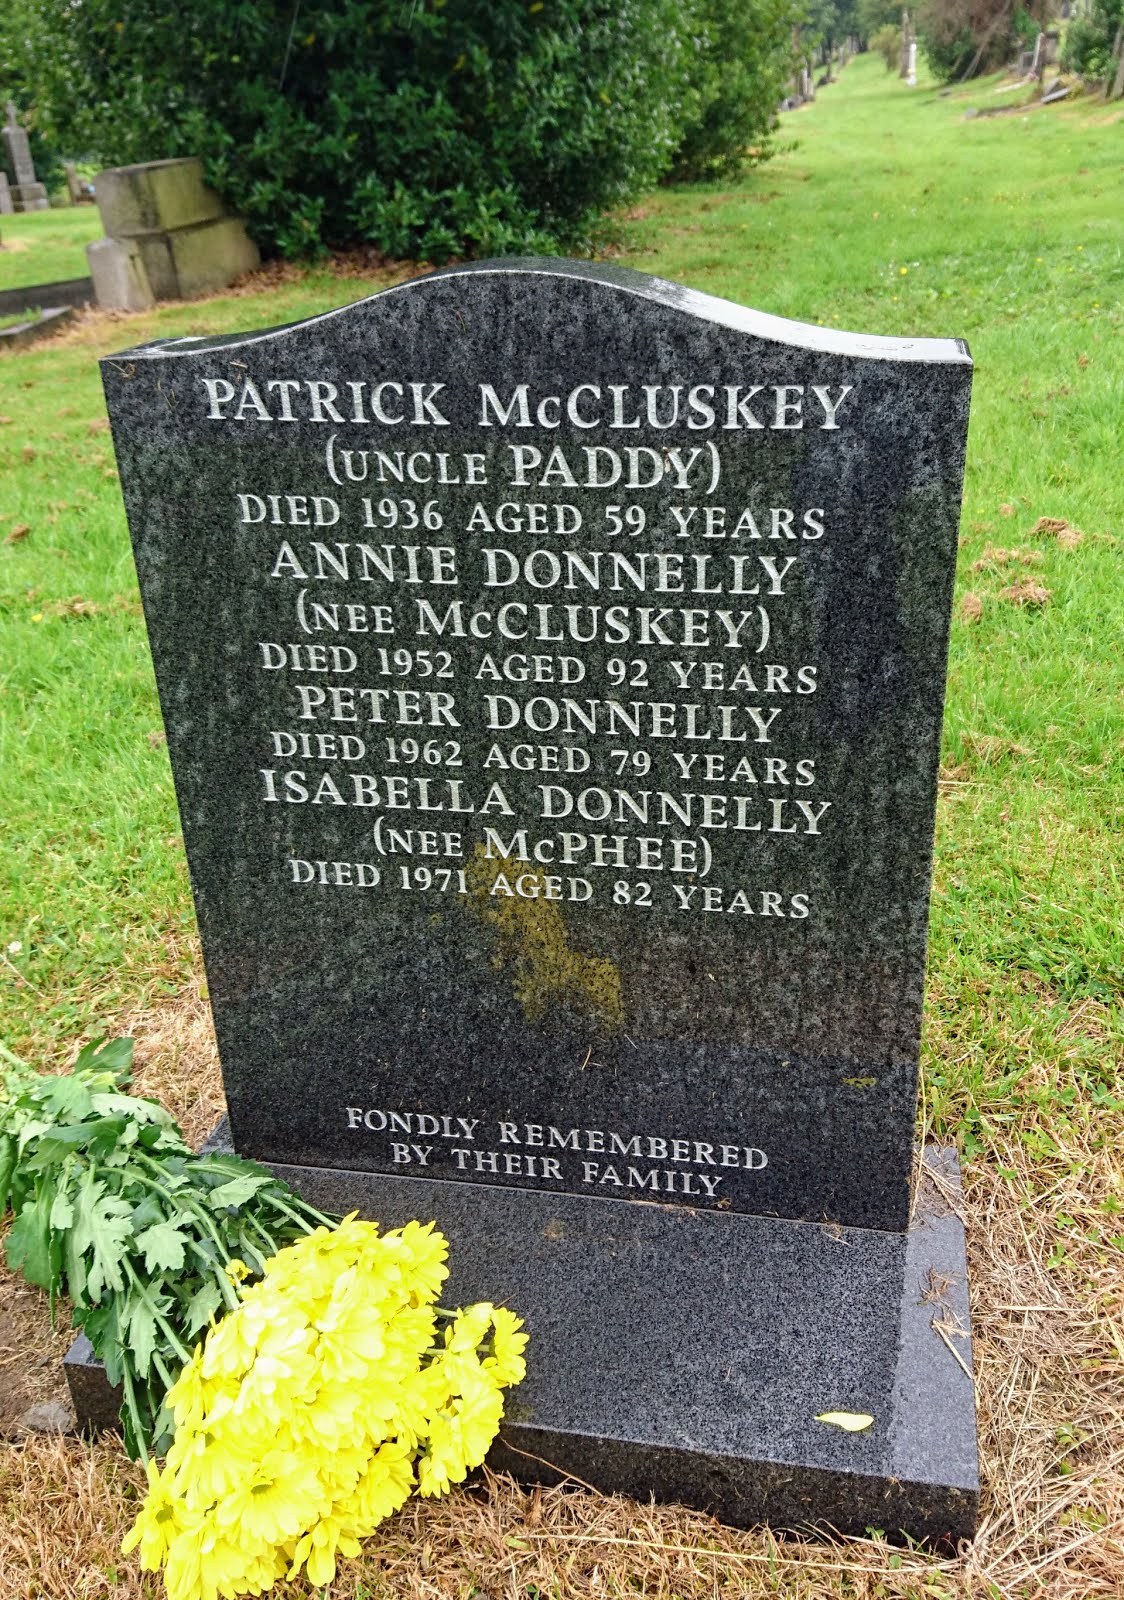 PATRICK McCLUSKEY
(UNCLE PADDY)
DIED 1936 AGED 59 YEARS
ANNIE DONNELLY
(NEE McCLUSKEY)
DIED 1952 AGED 92 YEARS
PETER DONNELLY
DIED 1962 AGED 79 YEARS
ISABELLA DONNELLY
(NEE McPHEE)
DIED 1971 AGED 82 YEARS
FONDLY REMEMBERED
BY THEIR FAMILY